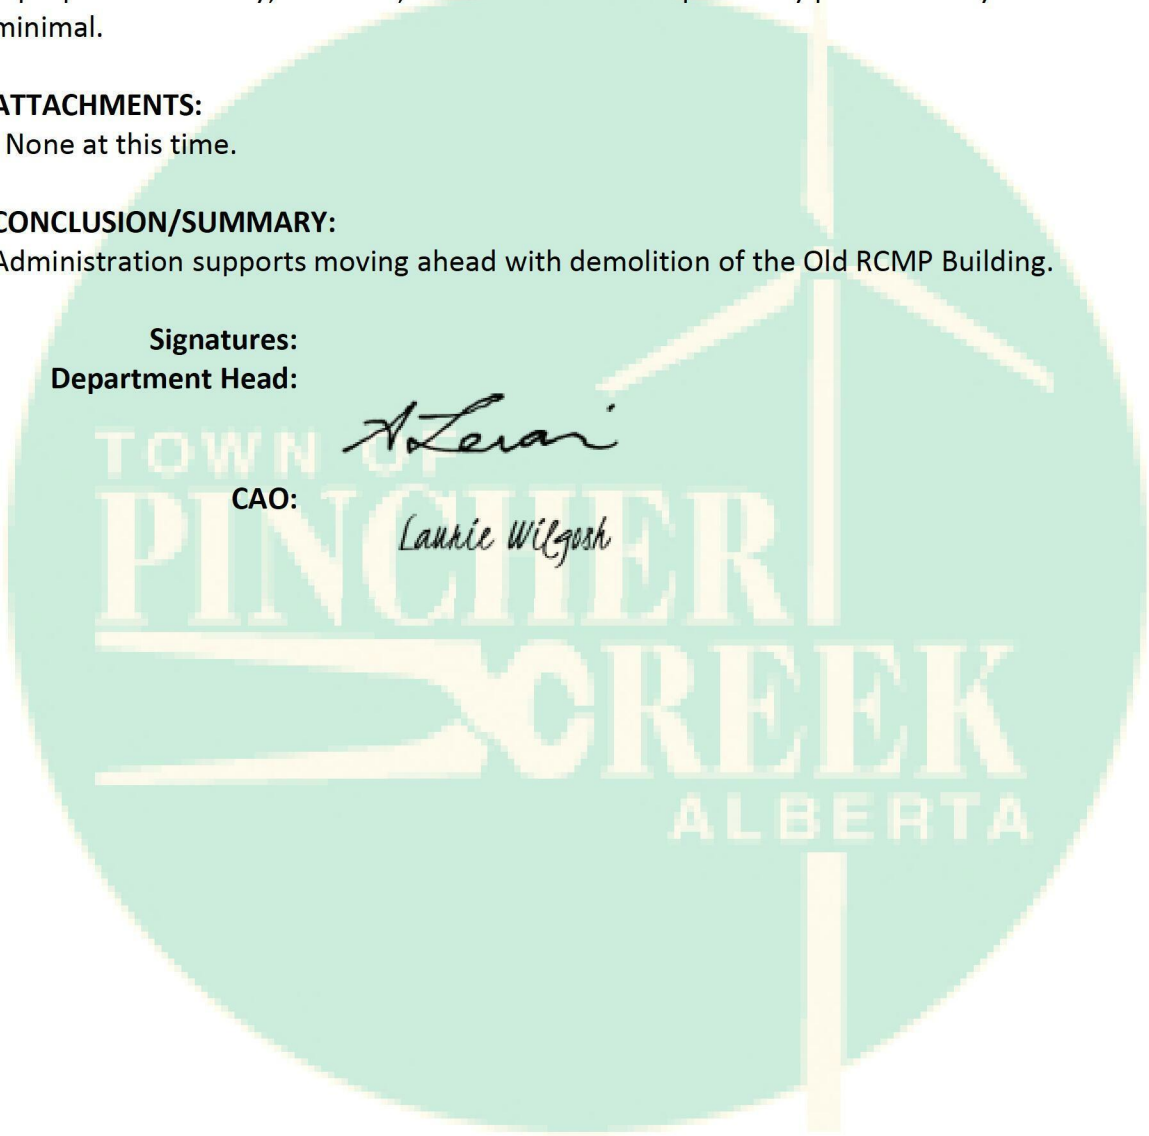 minimal.
ATTACHMENTS:
None at this time.
CONCLUSION/SUMMARY:
Administration supports moving ahead with demolition of the Old RCMP Building.
Signatures:
Department Head:
TOWN OF
CAO:
Laurie Wilgosh
PINCHER
CREEK
ALBERTA